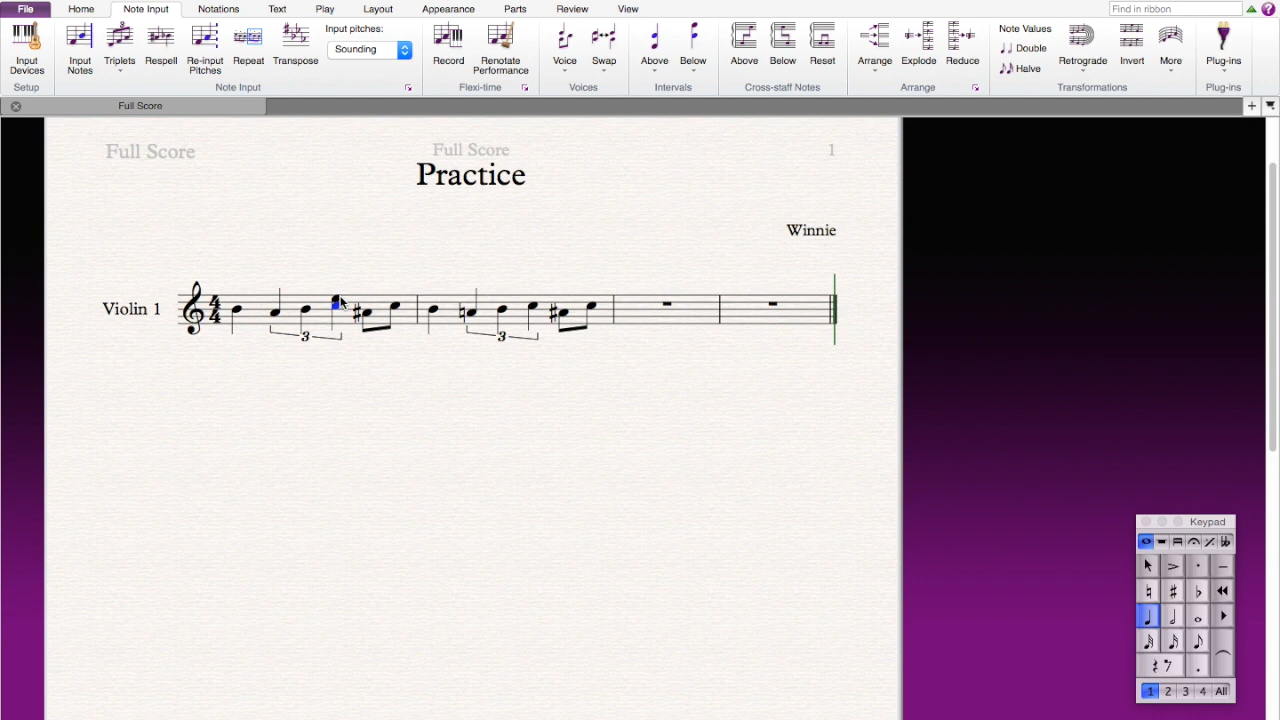 File Home Note Input Notations Text Play Layout Appearance Parts Review View Find in ribbon ?
Input pitches:
Sounding
Note Values
Double
Halve
Input Devices
Input Notes
Triplets
Respell
Re-input Pitches
Repeat
Transpose
Record
Renotate Performance
Voice
Swap
Above
Below
Above
Below
Reset
Arrange
Explode
Reduce
Retrograde
Invert
More
Plug-ins
Setup Note Input Flexi-time Voices Intervals Cross-staff Notes Arrange Transformations Plug-ins
Full Score
Full Score Full Score 1
Practice
Winnie
Violin 1
3 3
Keypad
1 2 3 4 All